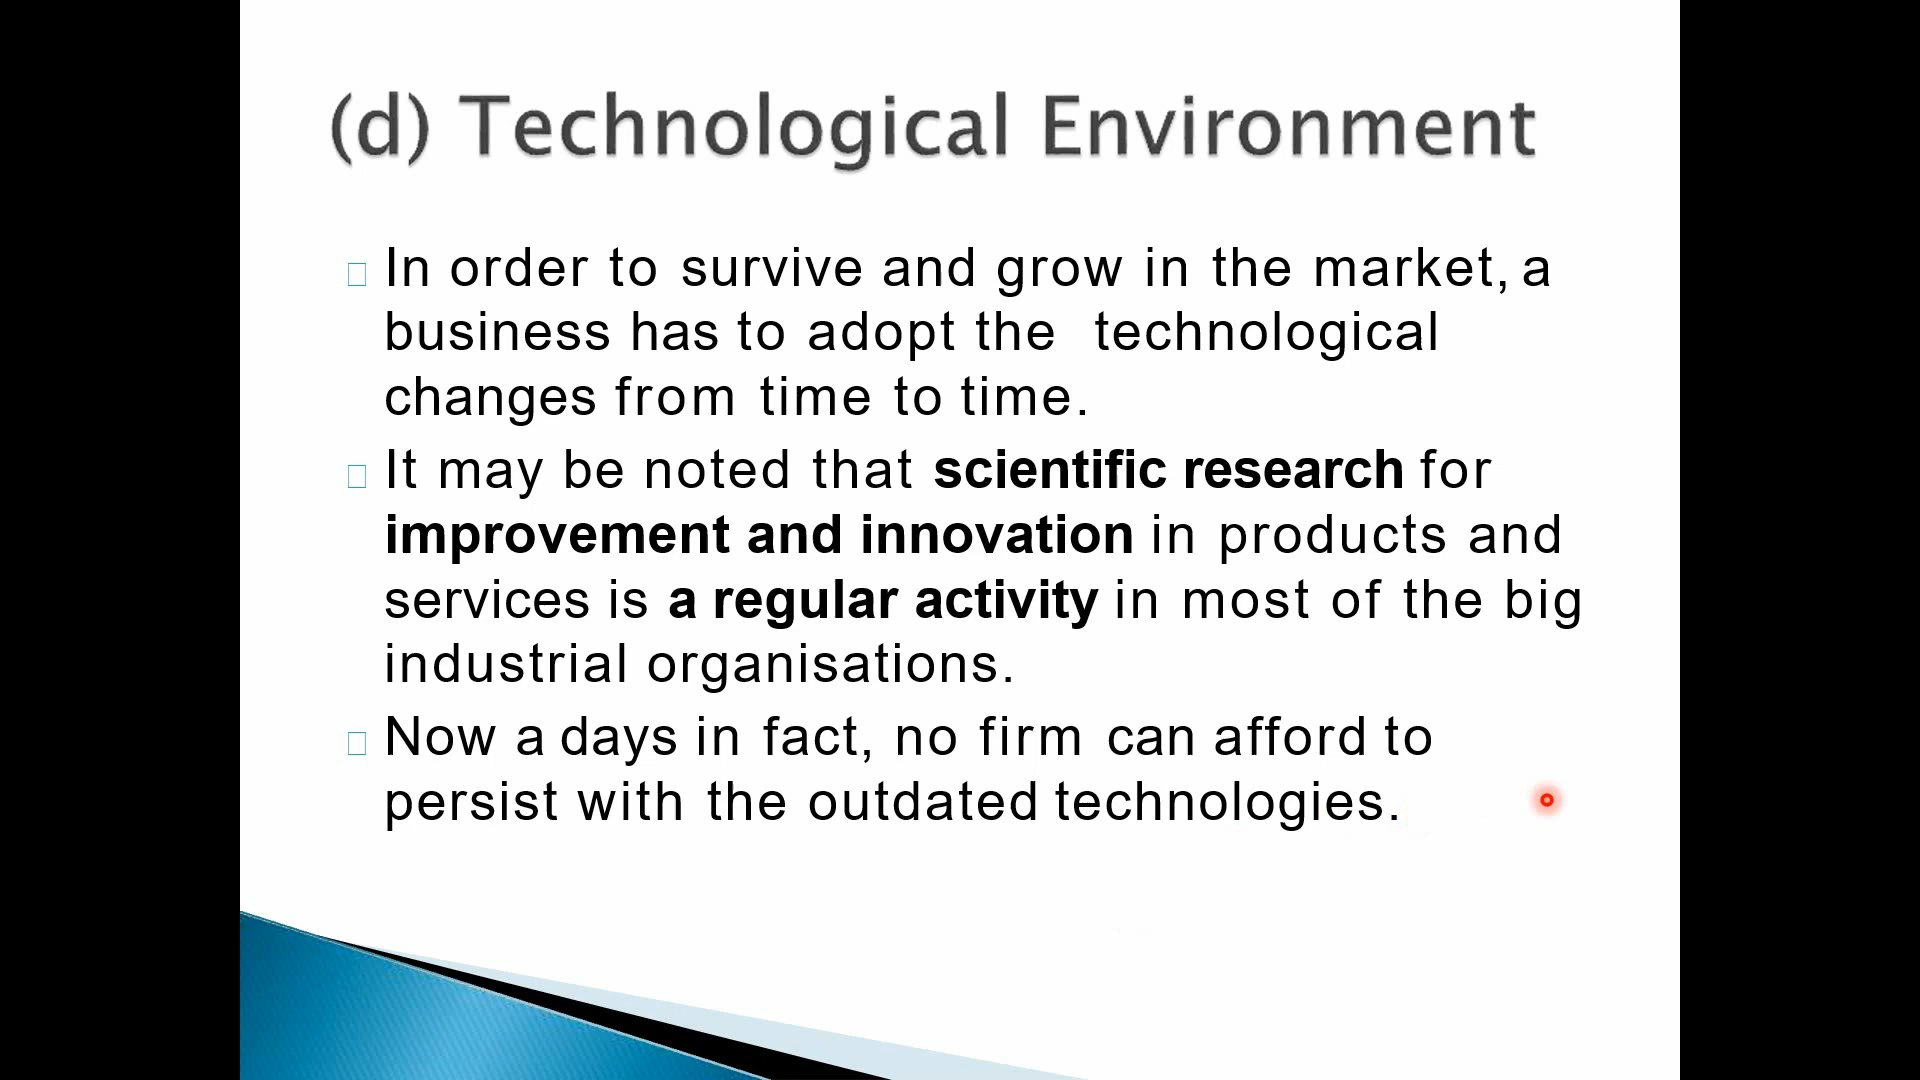 (d) Technological Environment
In order to survive and grow in the market, a
business has to adopt the technological
changes from time to time.
It may be noted that scientific research for
improvement and innovation in products and
services is a regular activity in most of the big
industrial organisations.
Now a days in fact, no firm can afford to
persist with the outdated technologies.